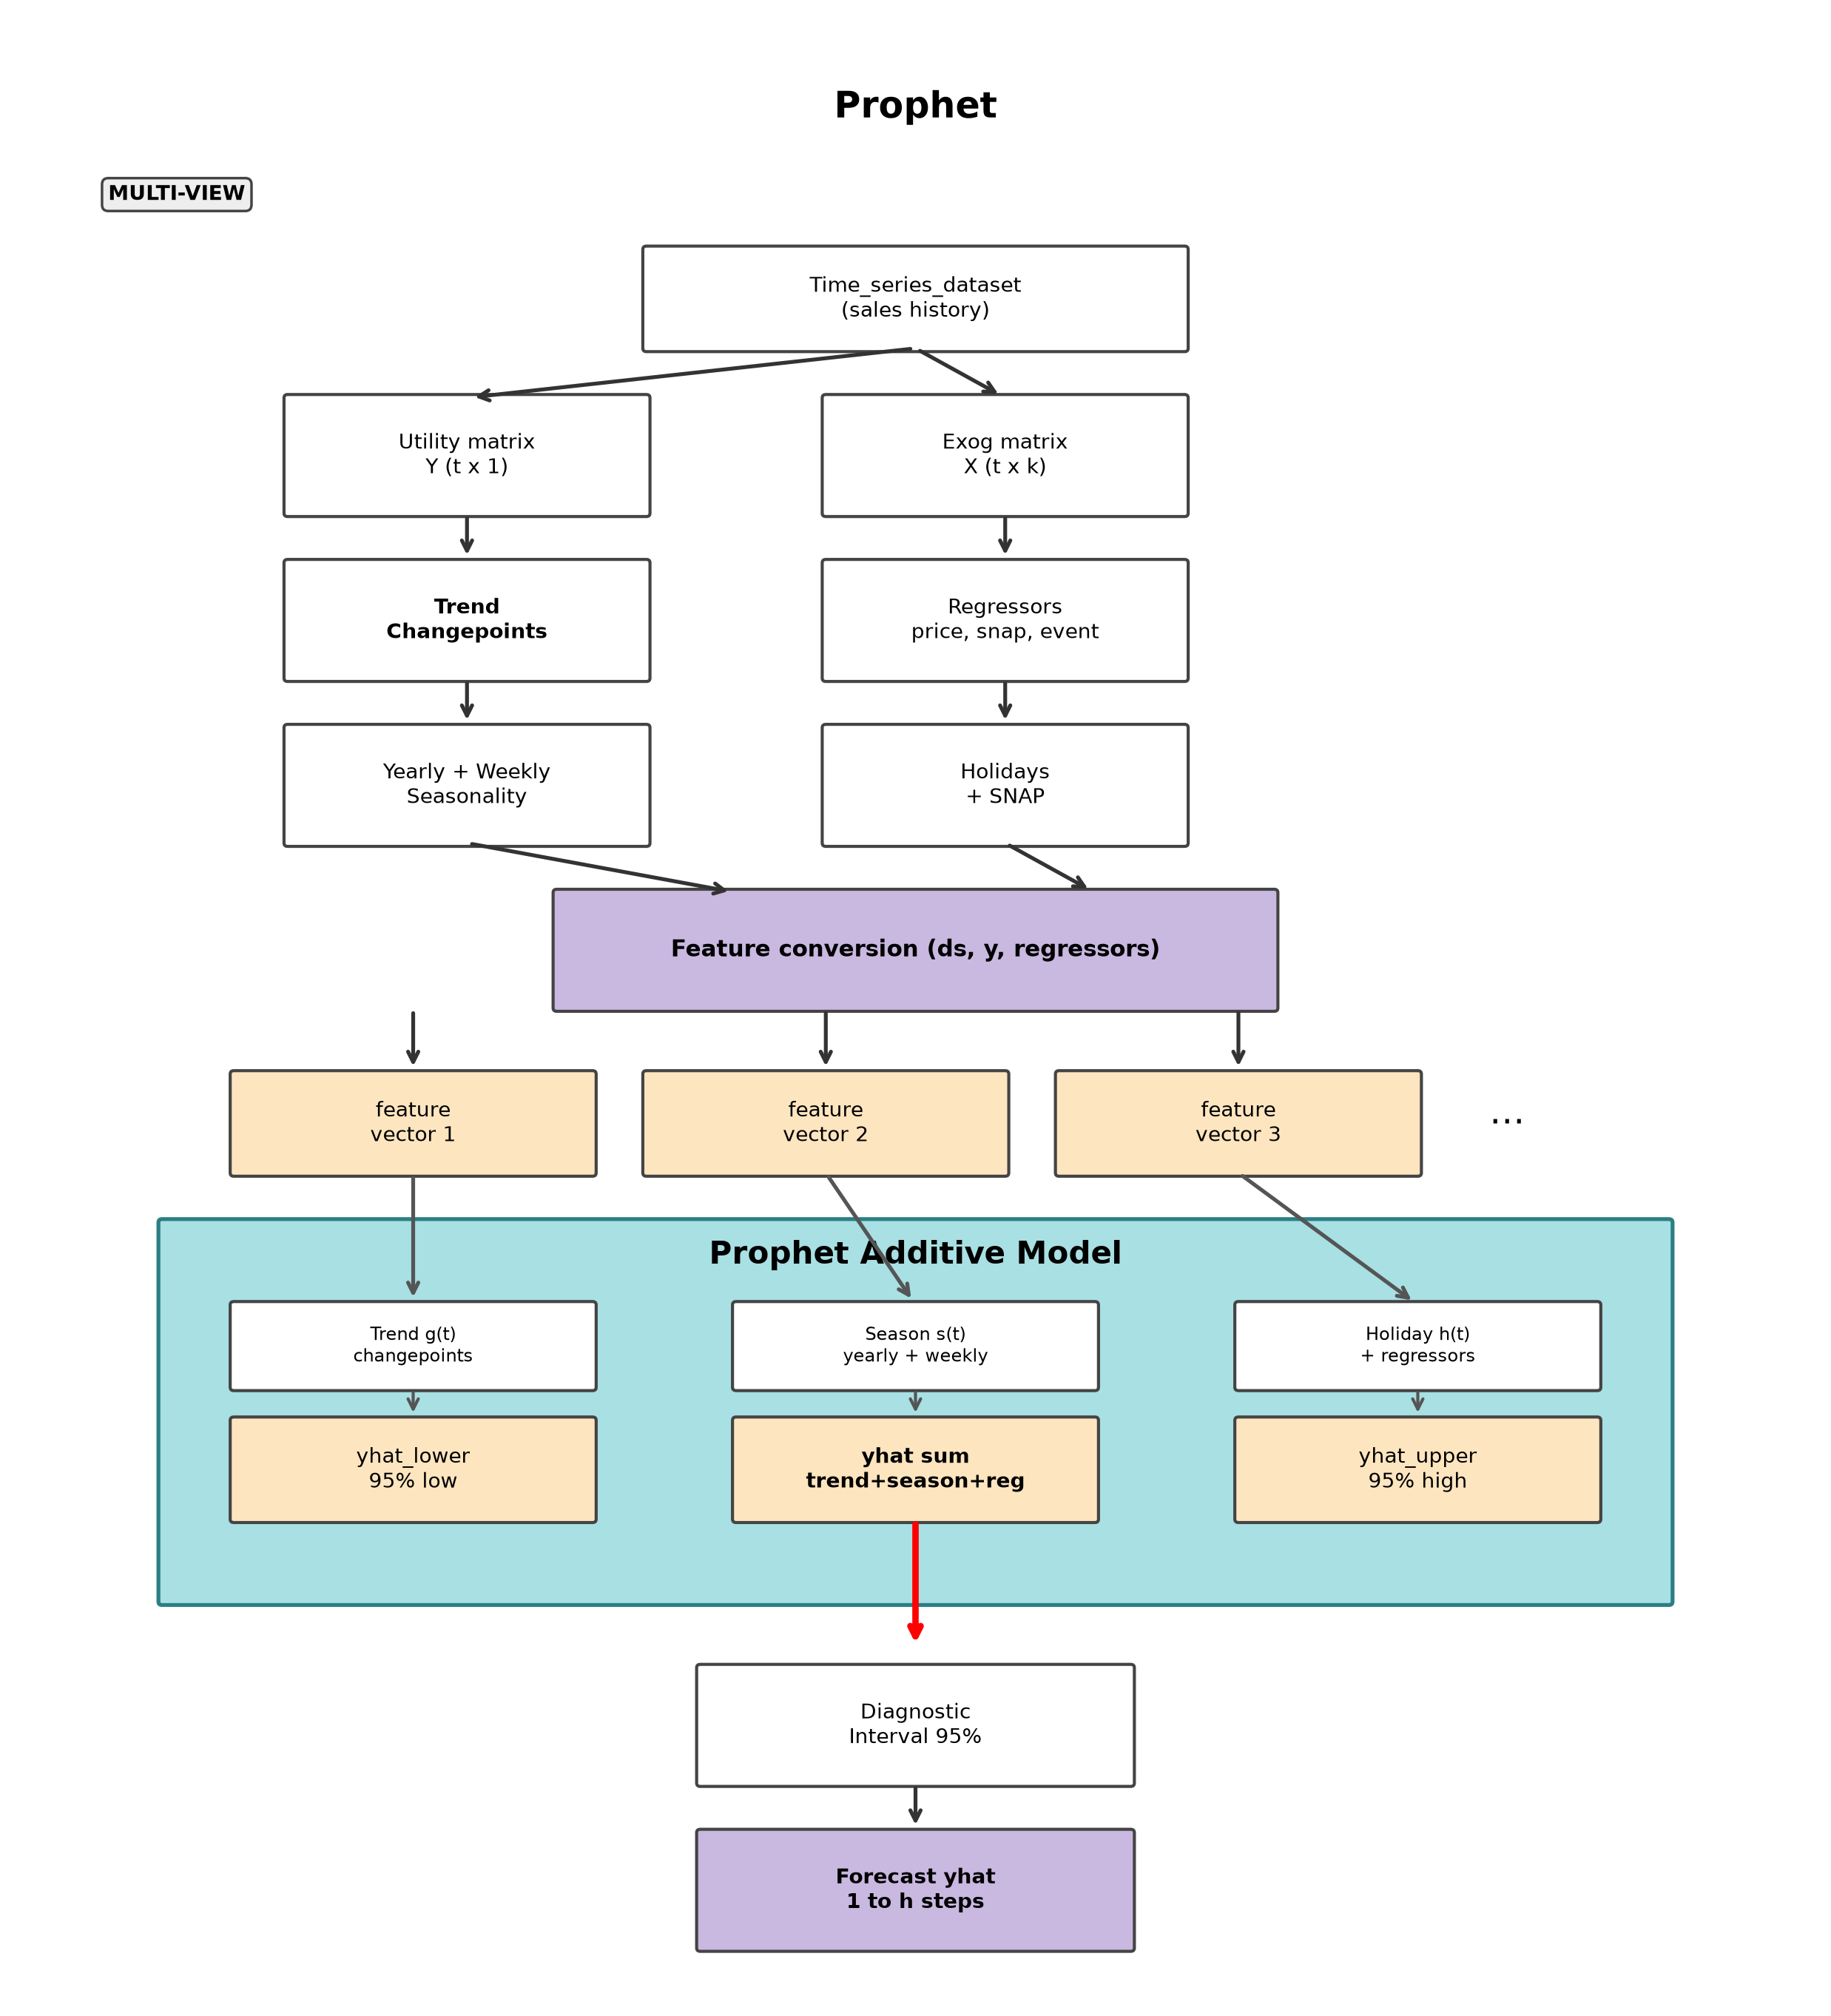 Prophet
MULTI-VIEW
Time_series_dataset
(sales history)
Utility matrix
Y (t x 1)
Exog matrix
X (t x k)
Trend
Changepoints
Regressors
price, snap, event
Yearly + Weekly
Seasonality
Holidays
+ SNAP
Feature conversion (ds, y, regressors)
feature
vector 1
feature
vector 2
feature
vector 3
...
Prophet Additive Model
Trend g(t)
changepoints
Season s(t)
yearly + weekly
Holiday h(t)
+ regressors
yhat_lower
95% low
yhat sum
trend+season+reg
yhat_upper
95% high
Diagnostic
Interval 95%
Forecast yhat
1 to h steps